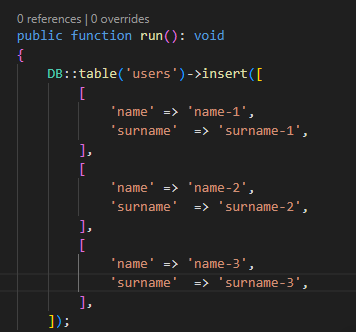 0 references | 0 overrides
public function run(): void
{
    DB::table('users')->insert([
        [
            'name' => 'name-1',
            'surname'  => 'surname-1',
        ],
        [
            'name' => 'name-2',
            'surname'  => 'surname-2',
        ],
        [
            'name' => 'name-3',
            'surname'  => 'surname-3',
        ],
    ]);